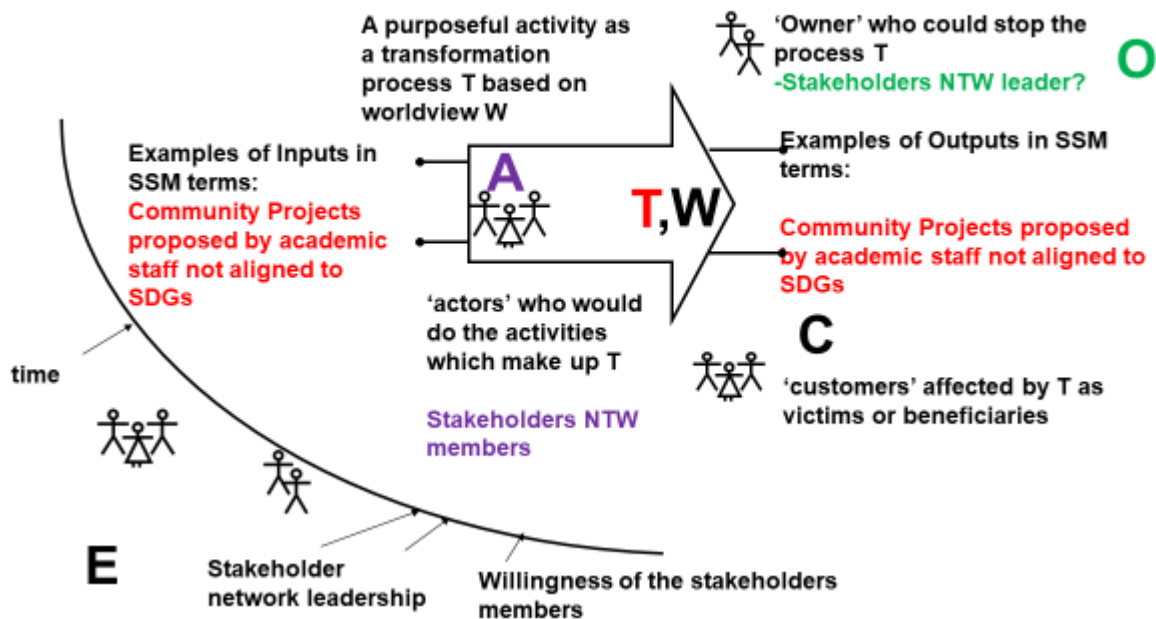 A purposeful activity as
a transformation
process T based on
worldview W
‘Owner’ who could stop the
process T
-Stakeholders NTW leader?
O
Examples of Inputs in
SSM terms:
Community Projects
proposed by academic
staff not aligned to
SDGs
A
T,W
Examples of Outputs in SSM
terms:
Community Projects proposed
by academic staff not aligned to
SDGs
‘actors’ who would
do the activities
which make up T
Stakeholders NTW
members
C
‘customers’ affected by T as
victims or beneficiaries
time
E
Stakeholder
network leadership
Willingness of the stakeholders
members